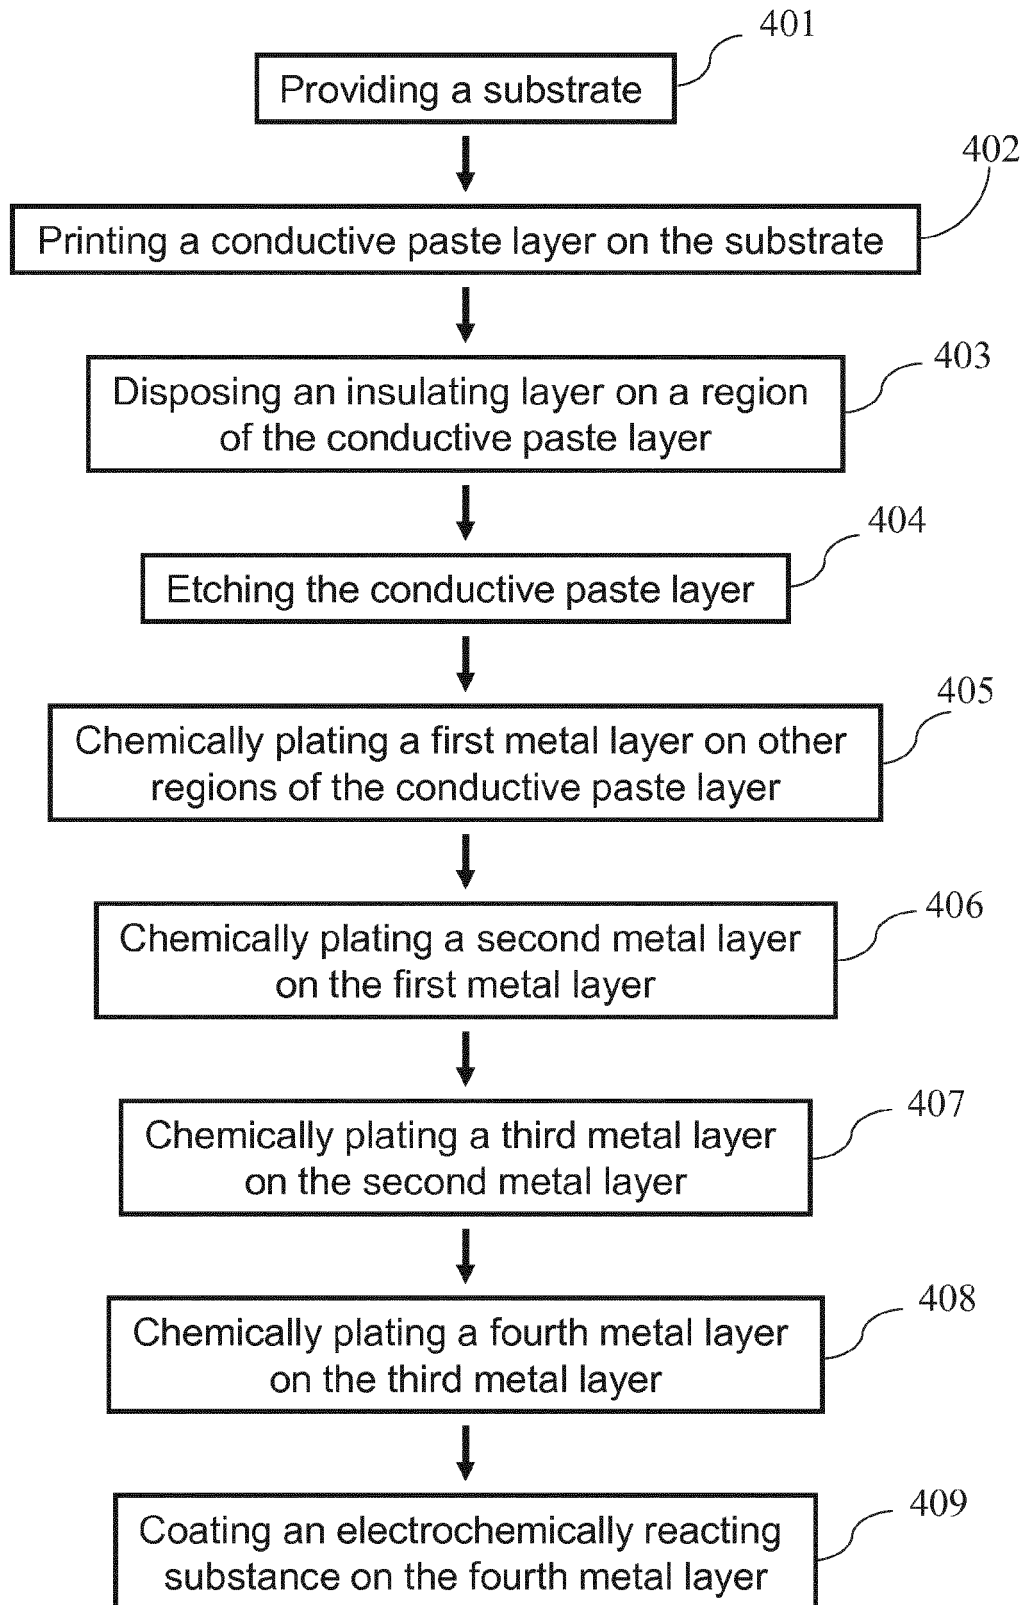 401
Providing a substrate
402
Printing a conductive paste layer on the substrate
403
Disposing an insulating layer on a region
of the conductive paste layer
404
Etching the conductive paste layer
405
Chemically plating a first metal layer on other
regions of the conductive paste layer
406
Chemically plating a second metal layer
on the first metal layer
407
Chemically plating a third metal layer
on the second metal layer
408
Chemically plating a fourth metal layer
on the third metal layer
409
Coating an electrochemically reacting
substance on the fourth metal layer